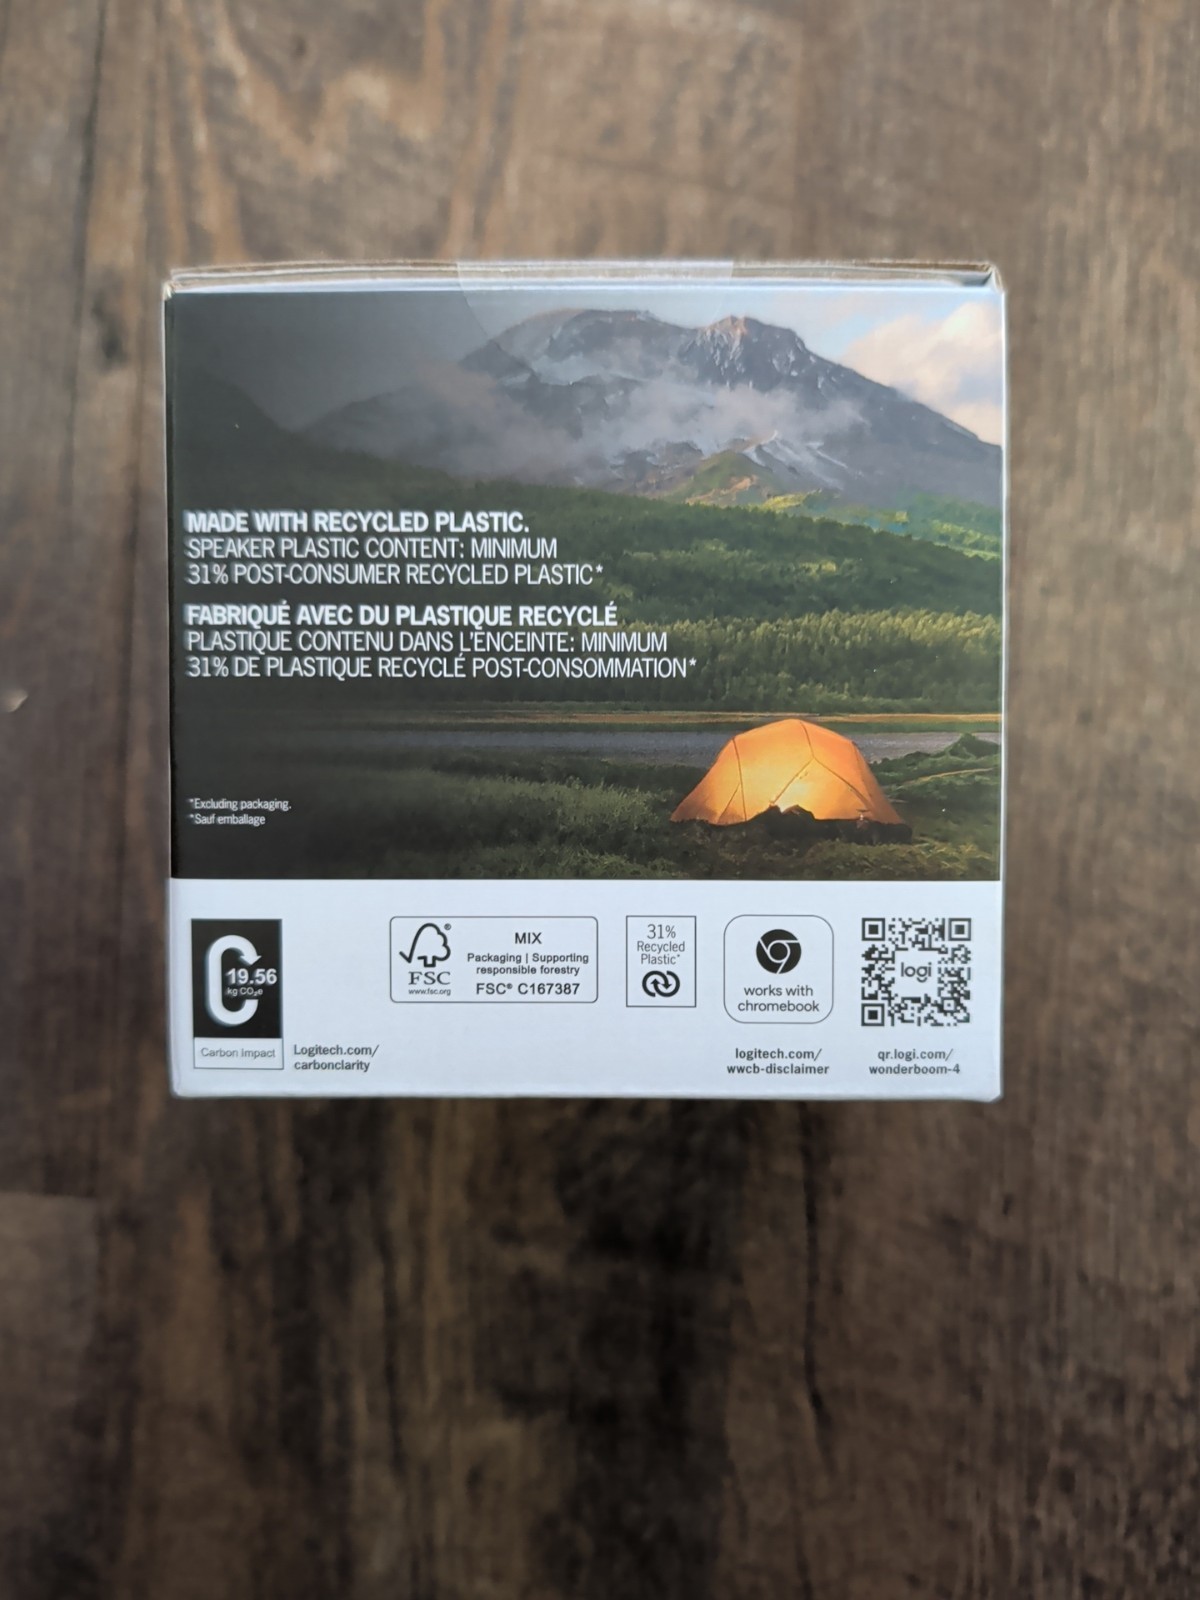 MADE WITH RECYCLED PLASTIC.
SPEAKER PLASTIC CONTENT: MINIMUM
31% POST-CONSUMER RECYCLED PLASTIC*
FABRIQUÉ AVEC DU PLASTIQUE RECYCLÉ
PLASTIQUE CONTENU DANS L'ENCEINTE: MINIMUM
31% DE PLASTIQUE RECYCLÉ POST-CONSOMMATION*
*Excluding packaging.
*Sauf emballage
19.56
kg CO₂e
Carbon impact
Logitech.com/
carbonclarity
FSC
www.fsc.org
MIX
Packaging | Supporting
responsible forestry
FSC® C167387
31%
Recycled
Plastic*
works with
chromebook
logitech.com/
wwcb-disclaimer
logi
qr.logi.com/
wonderboom-4